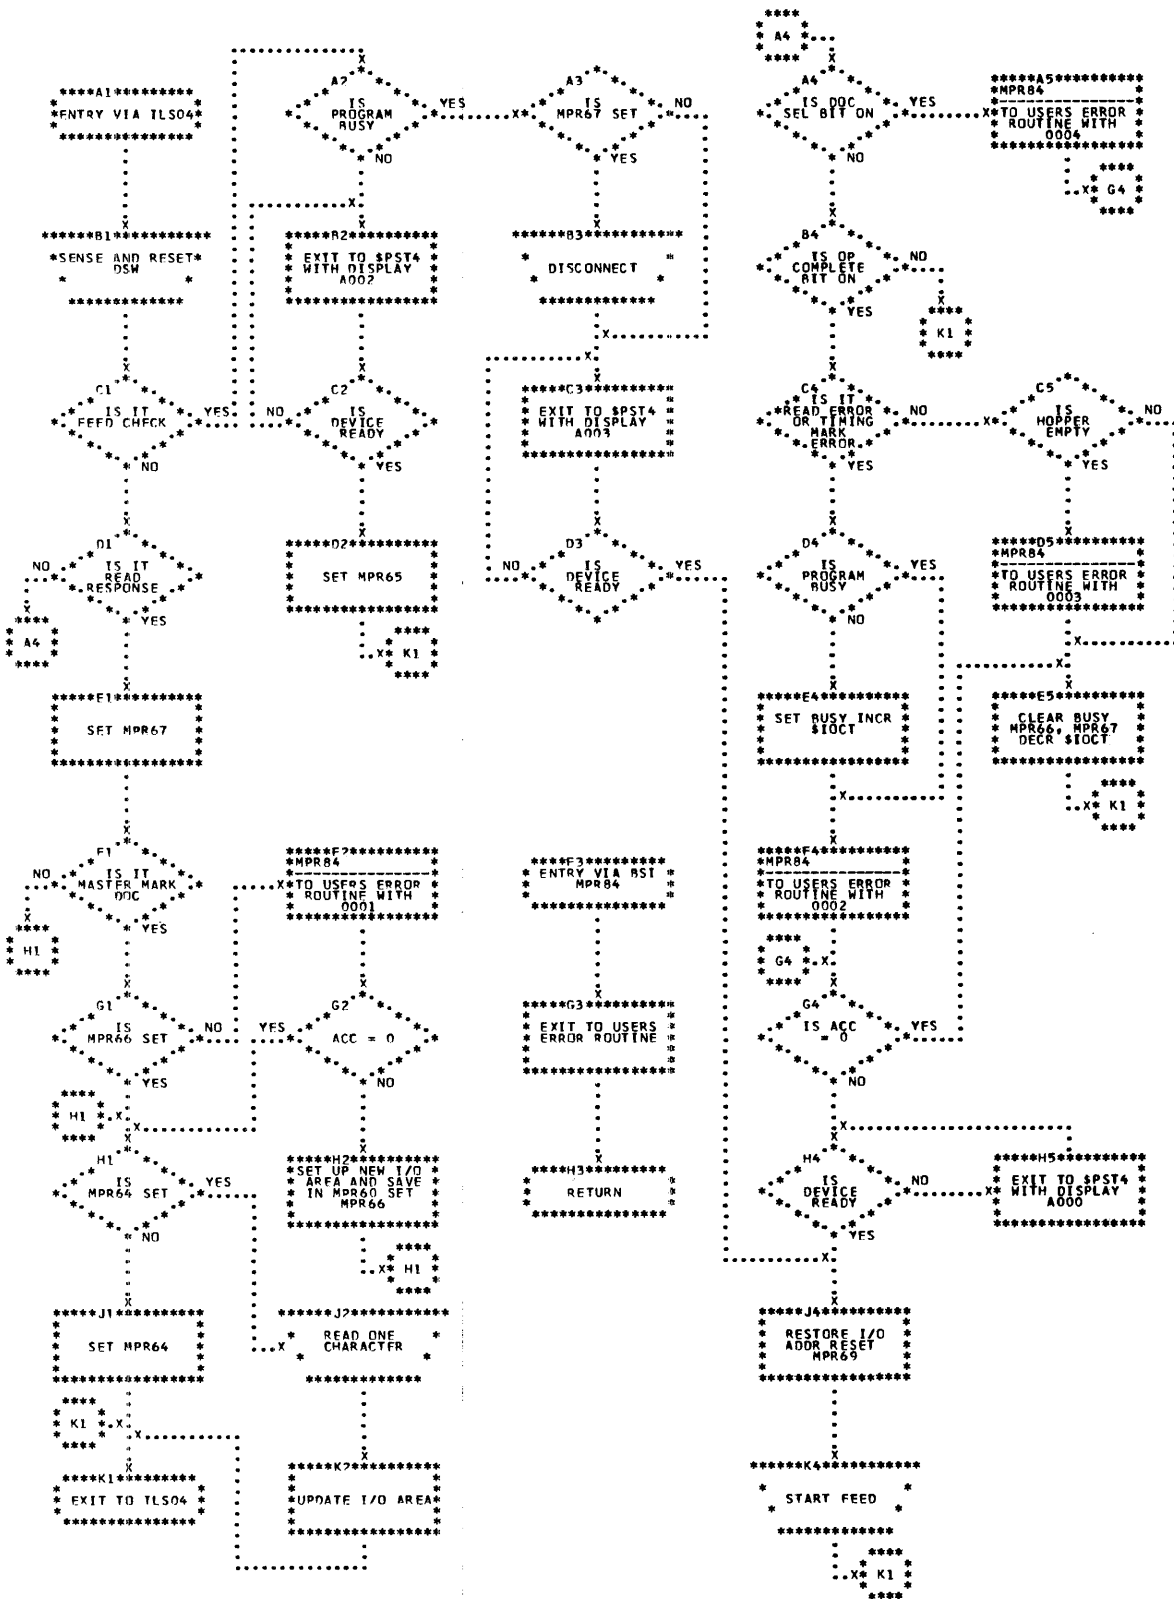 A4
A1
ENTRY VIA ILS04
A2
IS
PROGRAM
BUSY
YES
NO
A3
IS
MPR67 SET
NO
YES
A4
IS DOC
SEL BIT ON
YES
NO
A5
MPR84
TO USERS ERROR
ROUTINE WITH
0004
G4
B1
SENSE AND RESET
DSW
B2
EXIT TO $PST4
WITH DISPLAY
A002
B3
DISCONNECT
B4
IS OP
COMPLETE
BIT ON
NO
YES
K1
C1
IS IT
FEED CHECK
YES
NO
C2
IS
DEVICE
READY
NO
YES
C3
EXIT TO $PST4
WITH DISPLAY
A003
C4
IS IT
READ ERROR
OR TIMING
MARK
ERROR
NO
YES
C5
IS
HOPPER
EMPTY
NO
YES
D1
IS IT
READ
RESPONSE
NO
YES
A4
D2
SET MPR65
K1
D3
IS
DEVICE
READY
NO
YES
D4
IS
PROGRAM
BUSY
YES
NO
D5
MPR84
TO USERS ERROR
ROUTINE WITH
0003
E1
SET MPR67
E4
SET BUSY INCR
$IOCT
E5
CLEAR BUSY
MPR66, MPR67
DECR $IOCT
K1
F1
IS IT
MASTER MARK
DOC
NO
YES
H1
F2
MPR84
TO USERS ERROR
ROUTINE WITH
0001
F3
ENTRY VIA BSI
MPR84
F4
MPR84
TO USERS ERROR
ROUTINE WITH
0002
G4
G1
IS
MPR66 SET
NO
YES
G2
ACC = 0
YES
NO
G3
EXIT TO USERS
ERROR ROUTINE
G4
IS ACC
= 0
YES
NO
H1
H1
IS
MPR64 SET
YES
NO
H2
SET UP NEW I/O
AREA AND SAVE
IN MPR60 SET
MPR66
H1
H3
RETURN
H4
IS
DEVICE
READY
NO
YES
H5
EXIT TO $PST4
WITH DISPLAY
A000
J1
SET MPR64
J2
READ ONE
CHARACTER
J4
RESTORE I/O
ADDR RESET
MPR69
K1
K1
EXIT TO ILS04
K2
UPDATE I/O AREA
K4
START FEED
K1